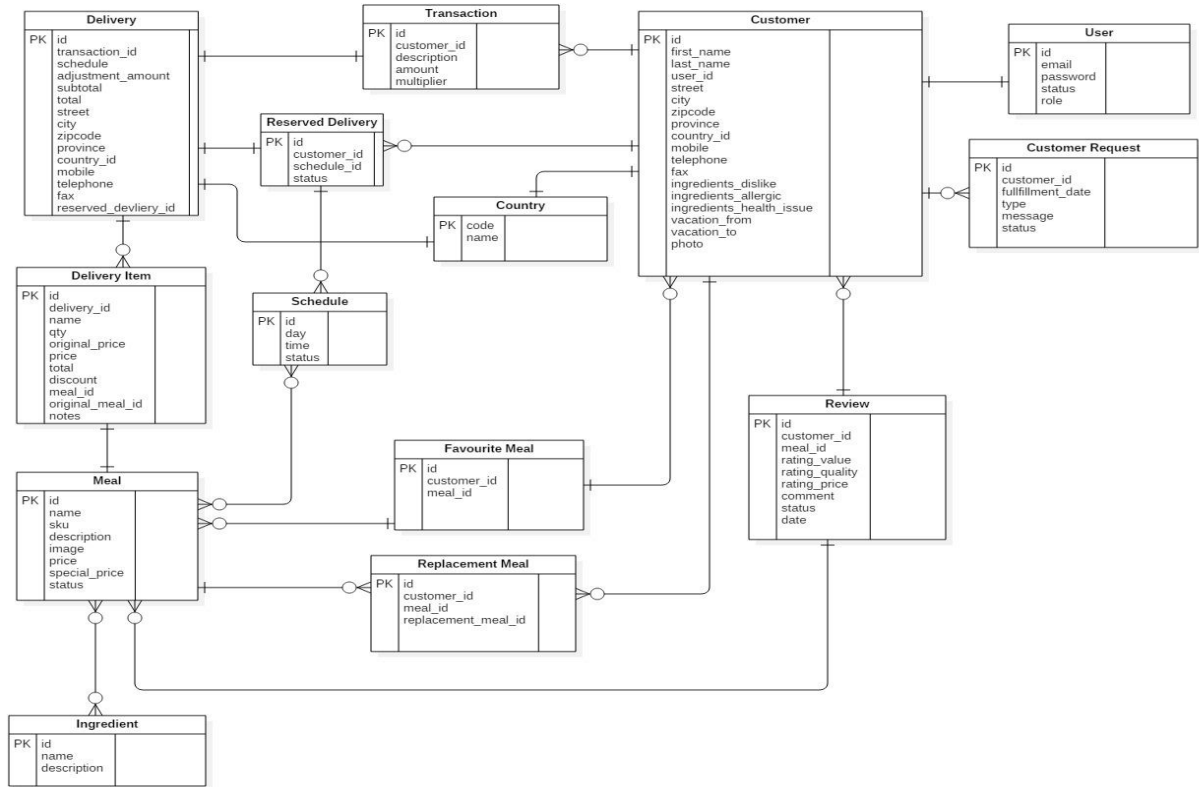 Delivery
PK
id
transaction_id
schedule
adjustment_amount
subtotal
total
street
city
zipcode
province
country_id
mobile
telephone
fax
reserved_devliery_id
Transaction
PK
id
customer_id
description
amount
multiplier
Customer
PK
id
first_name
last_name
user_id
street
city
zipcode
province
country_id
mobile
telephone
fax
ingredients_dislike
ingredients_allergic
ingredients_health_issue
vacation_from
vacation_to
photo
User
PK
id
email
password
status
role
Reserved Delivery
PK
id
customer_id
schedule_id
status
Customer Request
PK
id
customer_id
fullfillment_date
type
message
status
Country
PK
code
name
Delivery Item
PK
id
delivery_id
name
qty
original_price
price
total
discount
meal_id
original_meal_id
notes
Schedule
PK
id
day
time
status
Review
PK
id
customer_id
meal_id
rating_value
rating_quality
rating_price
comment
status
date
Favourite Meal
PK
id
customer_id
meal_id
Meal
PK
id
name
sku
description
image
price
special_price
status
Replacement Meal
PK
id
customer_id
meal_id
replacement_meal_id
Ingredient
PK
id
name
description